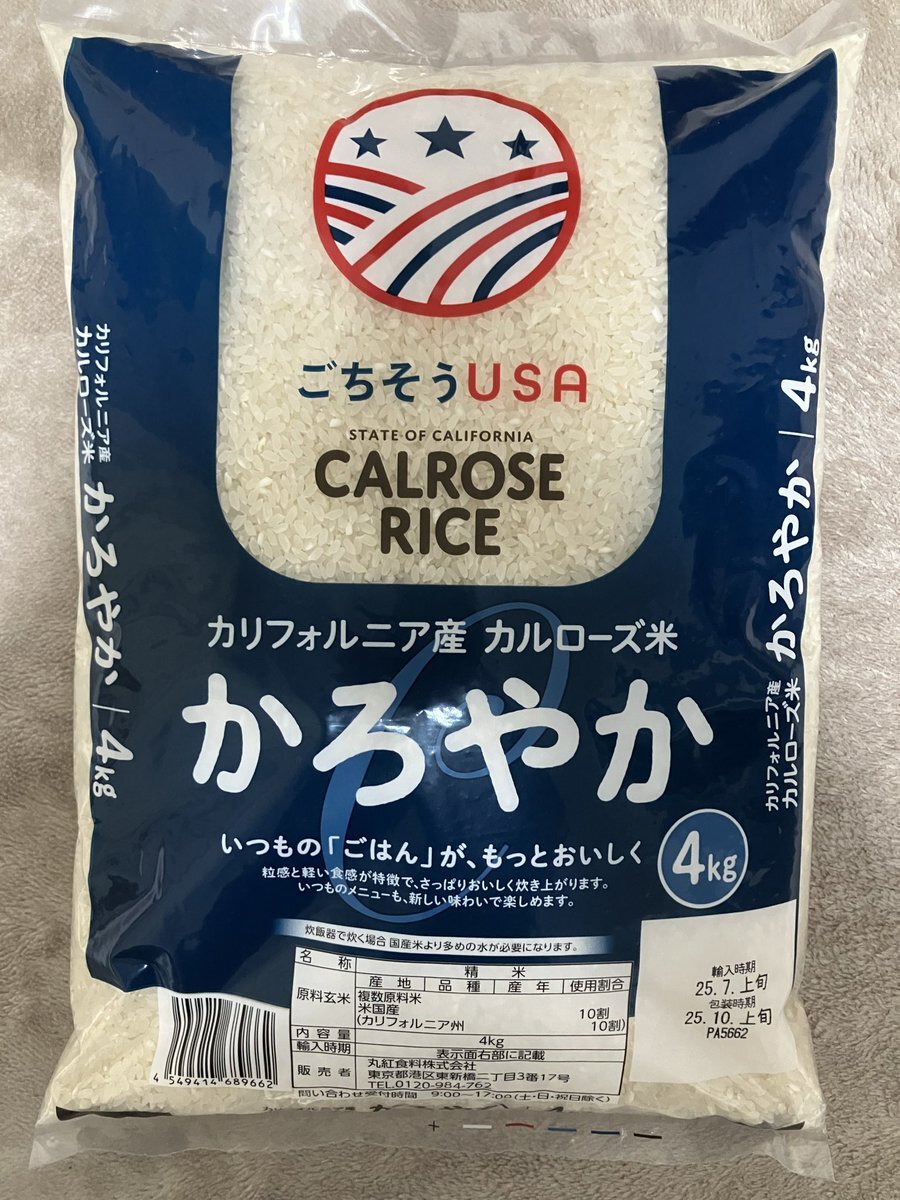 ごちそうUSA
STATE OF CALIFORNIA
CALROSE
RICE
カリフォルニア産 カルローズ米
かろやか
いつもの「ごはん」が、もっとおいしく
粒感と軽い食感が特徴で、さっぱりおいしく炊き上がります。
いつものメニューも、新しい味わいで楽しめます。
4kg
カリフォルニア産
カルローズ米
かろやか | 4kg
カリフォルニア産
カルローズ米
かろやか | 4kg
炊飯器で炊く場合 国産米より多めの水が必要になります。
名 称 精 米
原料玄米 産 地 品 種 産 年 使用割合
複数原料米
米国産 10割
(カリフォルニア州 10割)
内 容 量 4kg
輸入時期 表示面右部に記載
販 売 者 丸紅食料株式会社
東京都港区東新橋二丁目3番17号
TEL.0120-984-762
問い合わせ受付時間 9:00~17:00(土・日・祝日除く)
輸入時期
25.7.上旬
包装時期
25.10.上旬
PA5662
4 549414 689662